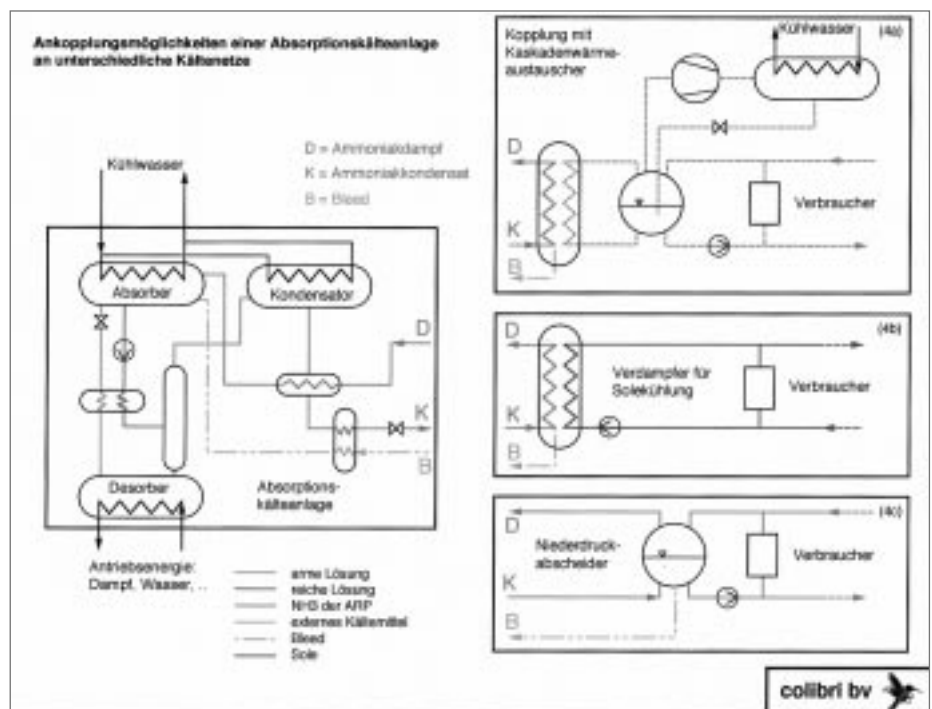 Ankopplungsmöglichkeiten einer Absorptionskälteanlage
an unterschiedliche Kältenetze
D = Ammoniakdampf
K = Ammoniakkondensat
B = Bleed
Kühlwasser
Absorber
Kondensator
D
K
B
Desorber
Absorptions-
kälteanlage
Antriebsenergie:
Dampf, Wasser, ..
arme Lösung
reiche Lösung
NH3 der ARP
externes Kältemittel
Bleed
Sole
Kopplung mit
Kaskadenwärme-
austauscher
Kühlwasser
(4a)
D
K
B
Verbraucher
(4b)
D
K
B
Verdampfer für
Solekühlung
Verbraucher
(4c)
D
K
B
Niederdruck-
abscheider
Verbraucher
colibri bv